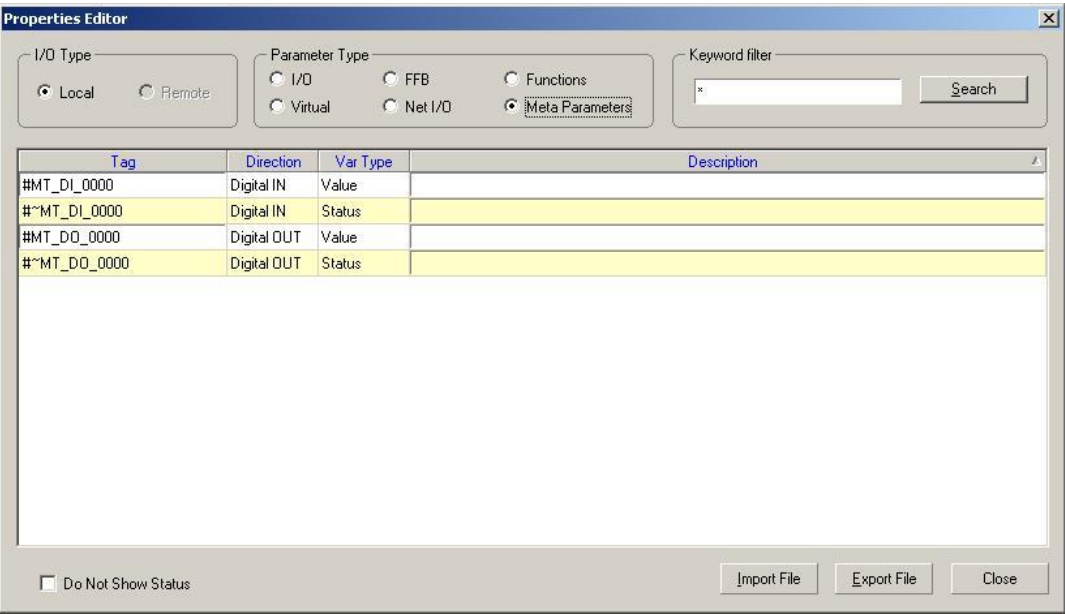 Properties Editor
I/O Type
Parameter Type
Keyword filter
I/O
FFB
Functions
Local
Remote
*
Search
Virtual
Net I/O
Meta Parameters
Tag Direction Var Type Description
#MT_DI_0000 Digital IN Value
#~MT_DI_0000 Digital IN Status
#MT_DO_0000 Digital OUT Value
#~MT_DO_0000 Digital OUT Status
Do Not Show Status
Import File
Export File
Close